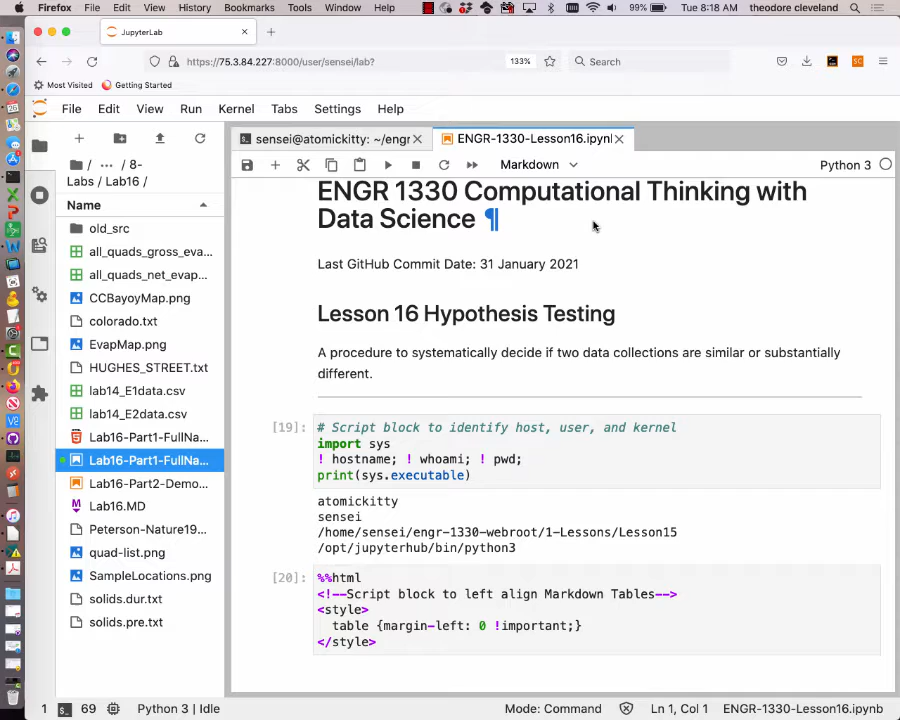 Firefox File Edit View History Bookmarks Tools Window Help 99% Tue 8:18 AM theodore cleveland
JupyterLab
https://75.3.84.227:8000/user/sensei/lab? 133% Search
Most Visited Getting Started
File Edit View Run Kernel Tabs Settings Help
sensei@atomickitty: ~/engr ENGR-1330-Lesson16.ipynb
Markdown Python 3
/ ... / 8-
Labs / Lab16 /
Name
old_src
all_quads_gross_eva...
all_quads_net_evap...
CCBayoyMap.png
colorado.txt
EvapMap.png
HUGHES_STREET.txt
lab14_E1data.csv
lab14_E2data.csv
Lab16-Part1-FullNa...
Lab16-Part1-FullNa...
Lab16-Part2-Demo...
Lab16.MD
Peterson-Nature19...
quad-list.png
SampleLocations.png
solids.dur.txt
solids.pre.txt
ENGR 1330 Computational Thinking with
Data Science ¶
Last GitHub Commit Date: 31 January 2021
Lesson 16 Hypothesis Testing
A procedure to systematically decide if two data collections are similar or substantially
different.
[19]: # Script block to identify host, user, and kernel
import sys
! hostname; ! whoami; ! pwd;
print(sys.executable)
atomickitty
sensei
/home/sensei/engr-1330-webroot/1-Lessons/Lesson15
/opt/jupyterhub/bin/python3
[20]: %%html
<!--Script block to left align Markdown Tables-->
<style>
table {margin-left: 0 !important;}
</style>
1 69 Python 3 | Idle Mode: Command Ln 1, Col 1 ENGR-1330-Lesson16.ipynb